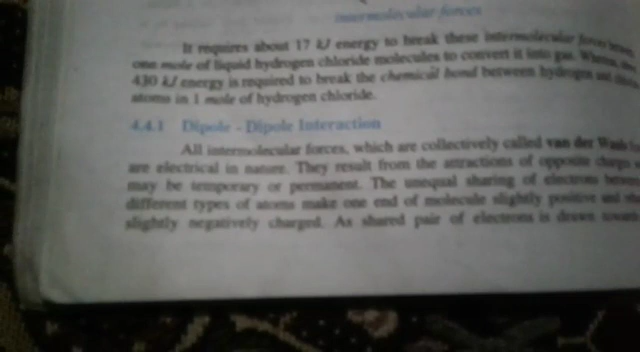 intermolecular forces
It requires about 17 kJ energy to break these intermolecular forces
one mole of liquid hydrogen chloride molecules to convert it into gas.
430 kJ energy is required to break the chemical bond between hydrogen and
atoms in 1 mole of hydrogen chloride.
4.4.1 Dipole - Dipole Interaction
All intermolecular forces, which are collectively called van der Waals
are electrical in nature. They result from the attractions of opposite charges
may be temporary or permanent. The unequal sharing of electrons between
different types of atoms make one end of molecule slightly positive and
slightly negatively charged. As shared pair of electrons is drawn